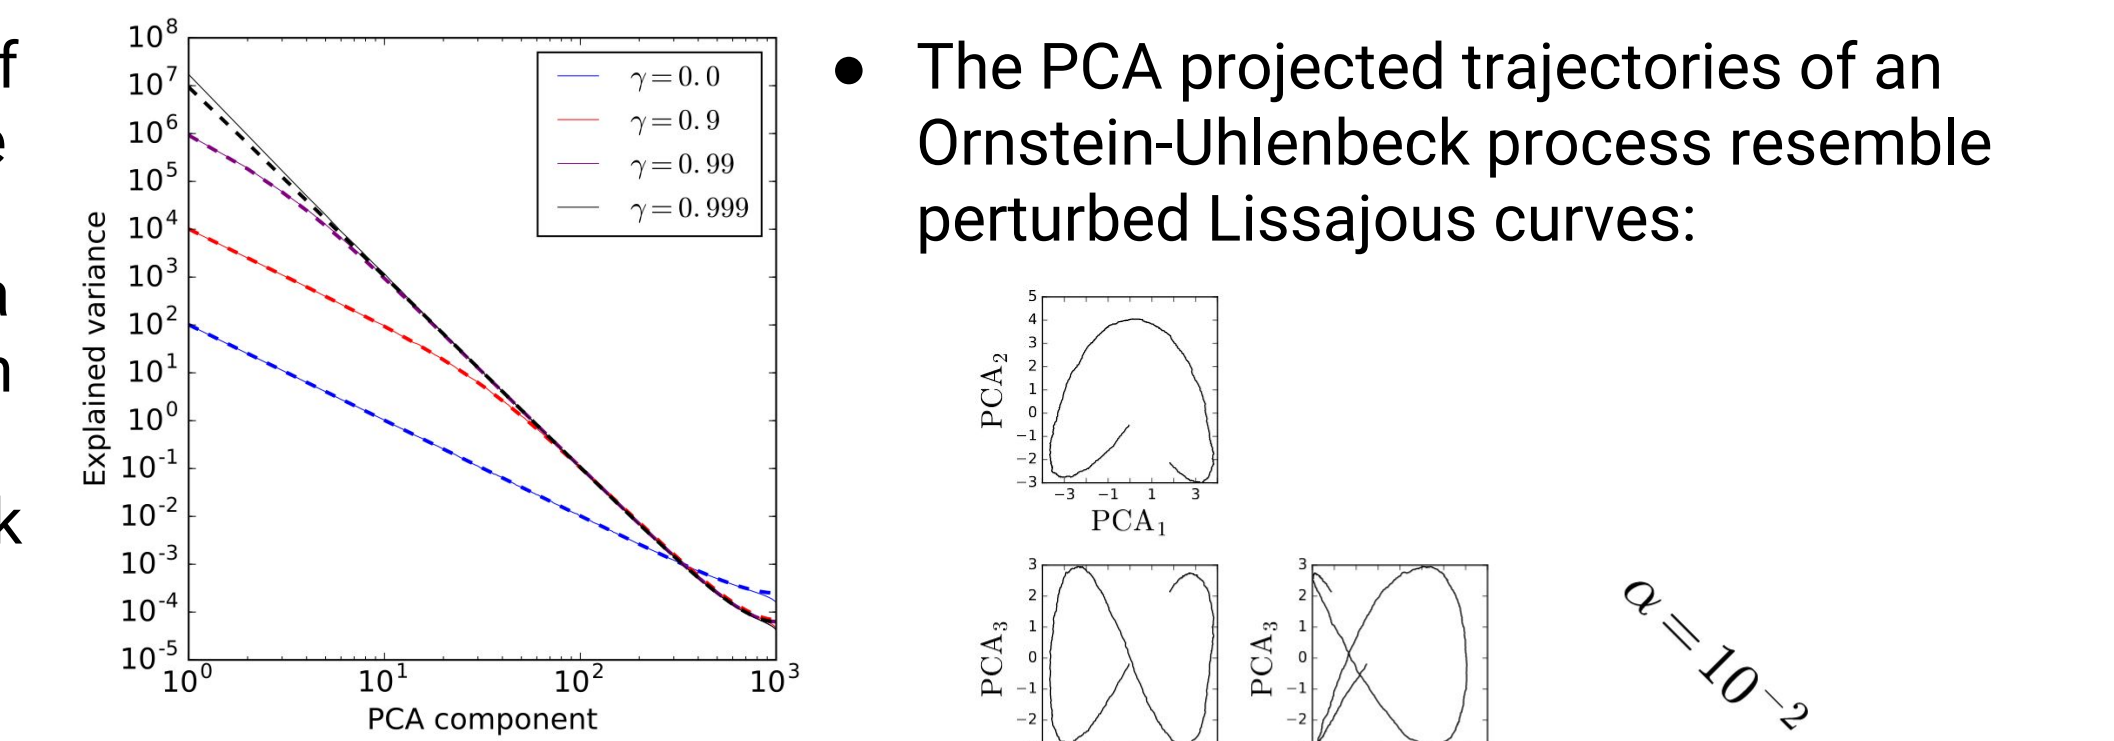 f
e
a
n
k
10^8
10^7
10^6
10^5
10^4
10^3
10^2
10^1
10^0
10^-1
10^-2
10^-3
10^-4
10^-5
Explained variance
10^0 10^1 10^2 10^3
PCA component
γ=0.0
γ=0.9
γ=0.99
γ=0.999
● The PCA projected trajectories of an
Ornstein-Uhlenbeck process resemble
perturbed Lissajous curves:
5
4
3
2
1
0
−1
−2
−3
PCA₂
−3 −1 1 3
PCA₁
3
2
1
0
−1
−2
PCA₃
3
2
1
0
−1
−2
PCA₃
α = 10⁻²